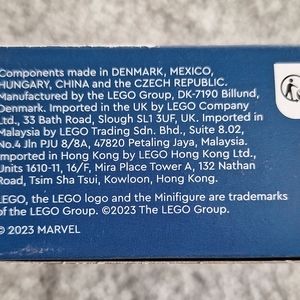 Components made in DENMARK, MEXICO,
HUNGARY, CHINA and the CZECH REPUBLIC.
Manufactured by the LEGO Group, DK-7190 Billund,
Denmark. Imported in the UK by LEGO Company
Ltd., 33 Bath Road, Slough SL1 3UF, UK. Imported in
Malaysia by LEGO Trading Sdn. Bhd., Suite 8.02,
No.4 Jln PJU 8/8A, 47820 Petaling Jaya, Malaysia.
Imported in Hong Kong by LEGO Hong Kong Ltd.,
Units 1610-11, 16/F, Mira Place Tower A, 132 Nathan
Road, Tsim Sha Tsui, Kowloon, Hong Kong.
LEGO, the LEGO logo and the Minifigure are trademarks
of the LEGO Group. ©2023 The LEGO Group.
© 2023 MARVEL